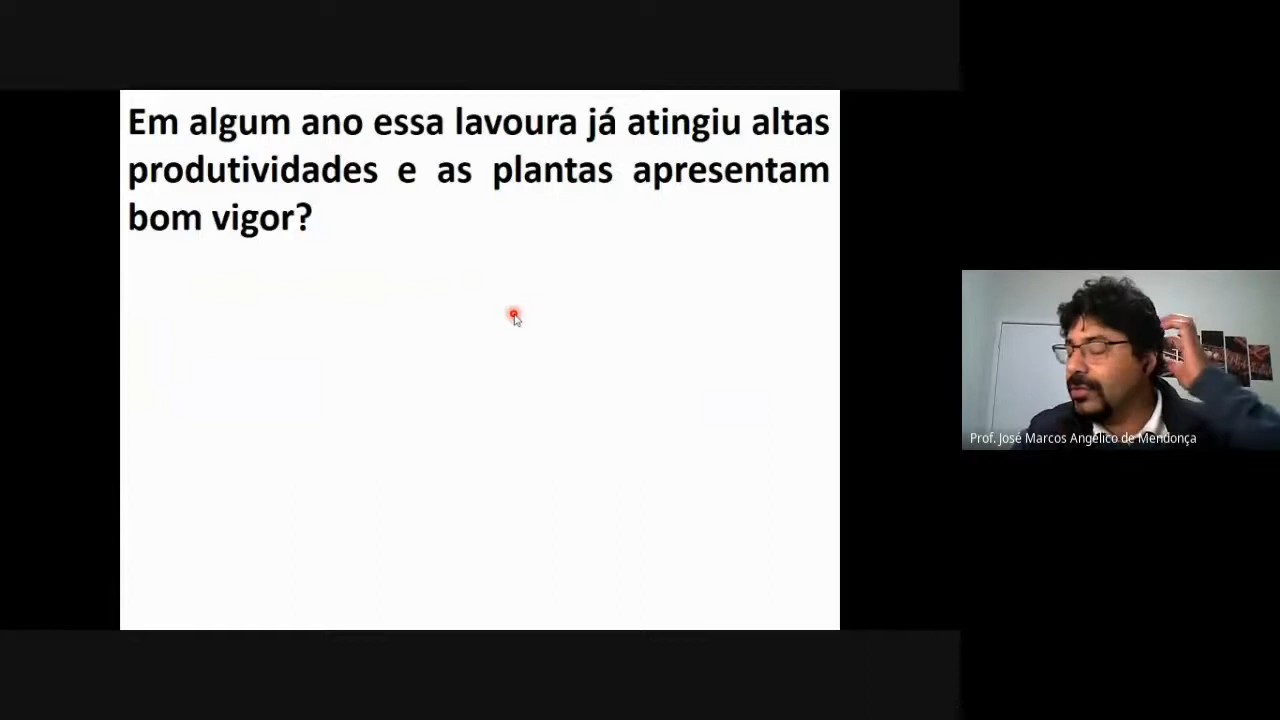 Em algum ano essa lavoura já atingiu altas
produtividades e as plantas apresentam
bom vigor?
Prof. José Marcos Angélico de Mendonça